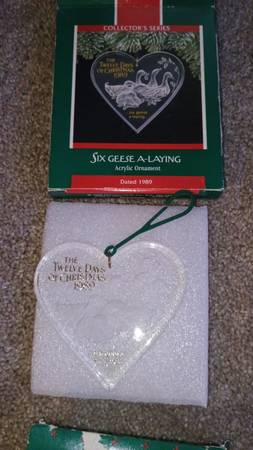 COLLECTOR'S SERIES
THE
TWELVE DAYS
OF CHRISTMAS
1989
SIX GEESE A-LAYING
Acrylic Ornament
Dated 1989
THE
TWELVE DAYS
OF CHRISTMAS
1989